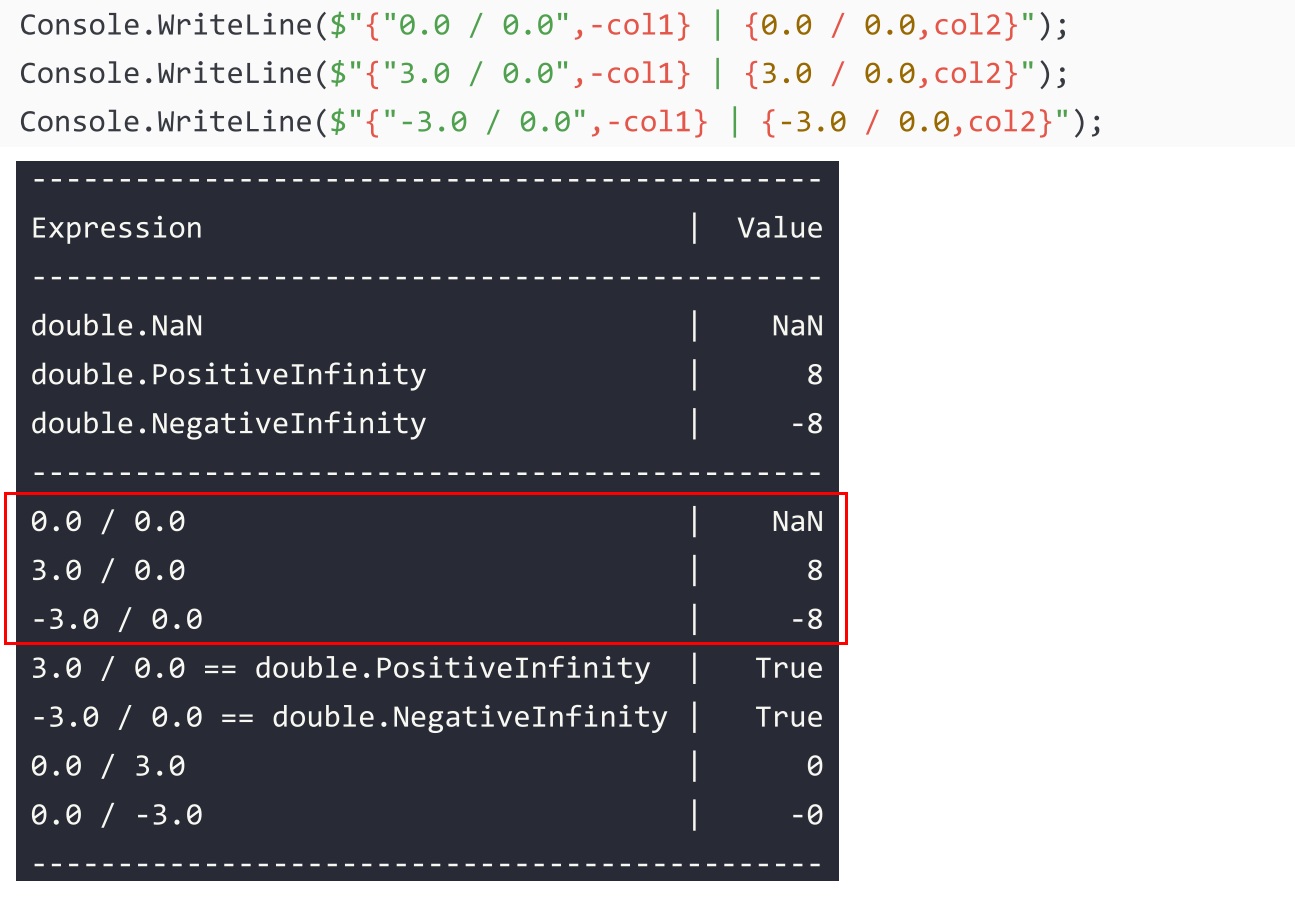 Console.WriteLine($"{"0.0 / 0.0",-col1} | {0.0 / 0.0,col2}");
Console.WriteLine($"{"3.0 / 0.0",-col1} | {3.0 / 0.0,col2}");
Console.WriteLine($"{"-3.0 / 0.0",-col1} | {-3.0 / 0.0,col2}");
-----------------------------------------------
Expression                             |  Value
-----------------------------------------------
double.NaN                             |    NaN
double.PositiveInfinity                |      8
double.NegativeInfinity                |     -8
-----------------------------------------------
0.0 / 0.0                              |    NaN
3.0 / 0.0                              |      8
-3.0 / 0.0                             |     -8
3.0 / 0.0 == double.PositiveInfinity   |   True
-3.0 / 0.0 == double.NegativeInfinity  |   True
0.0 / 3.0                              |      0
0.0 / -3.0                             |     -0
-----------------------------------------------